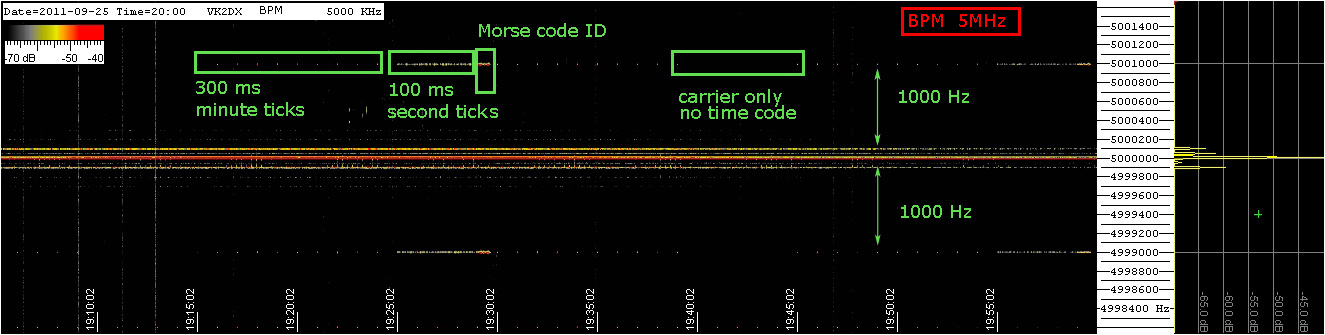 Date=2011-09-25 Time=20:00 VK2DX BPM 5000 KHz
-70 dB -50 -40
Morse code ID
BPM 5MHz
300 ms
minute ticks
100 ms
second ticks
carrier only
no time code
1000 Hz
1000 Hz
5001400
5001200
5001000
5000800
5000600
5000400
5000200
5000000
4999800
4999600
4999400
4999200
4999000
4998800
4998600
4998400 Hz
19:10:02
19:15:02
19:20:02
19:25:02
19:30:02
19:35:02
19:40:02
19:45:02
19:50:02
19:55:02
-65.0 dB
-60.0 dB
-55.0 dB
-50.0 dB
-45.0 dB